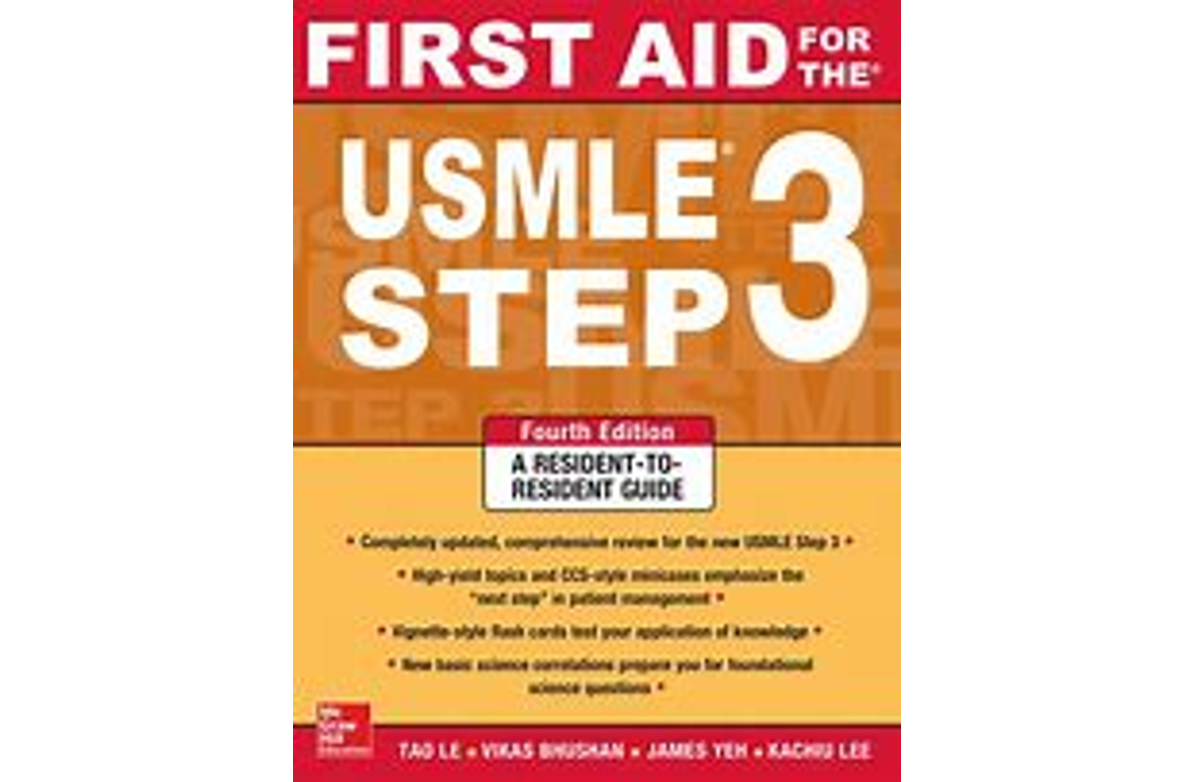 FIRST AID FOR THE®
USMLE® STEP 3
Fourth Edition
A RESIDENT-TO-
RESIDENT GUIDE
• Completely updated, comprehensive review for the new USMLE Step 3 •
• High-yield topics and CCS-style minicases emphasize the
"next step" in patient management •
• Vignette-style flash cards test your application of knowledge •
• New basic science correlations prepare you for foundational
science questions •
Mc
Graw
Hill
Education
TAO LE • VIKAS BHUSHAN • JAMES YEH • KACHIU LEE